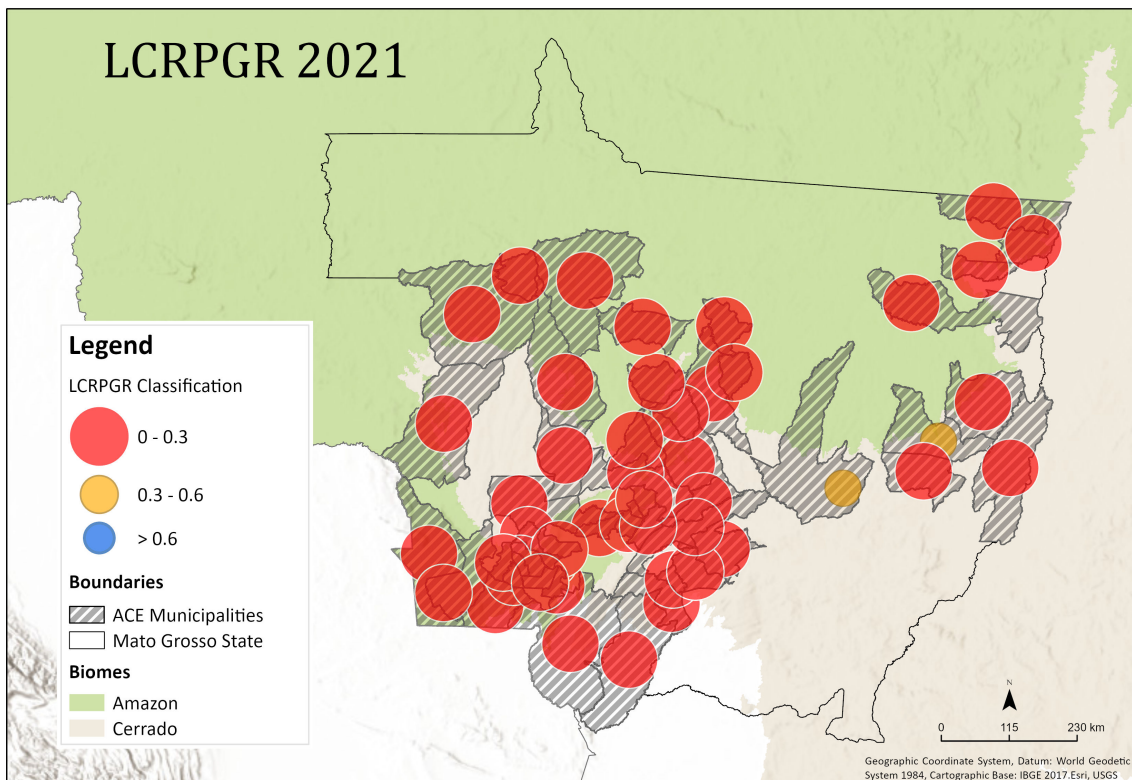 LCRPGR 2021
Legend
LCRPGR Classification
0 - 0.3
0.3 - 0.6
> 0.6
Boundaries
ACE Municipalities
Mato Grosso State
Biomes
Amazon
Cerrado
N
0 115 230 km
Geographic Coordinate System, Datum: World Geodetic
System 1984, Cartographic Base: IBGE 2017.Esri, USGS